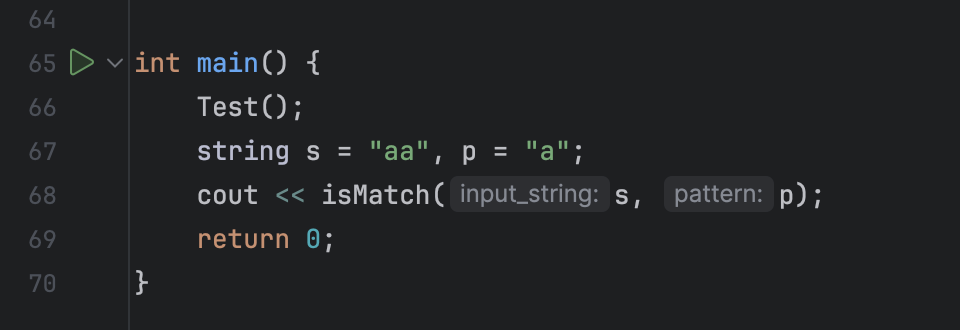 64
65 int main() {
66 Test();
67 string s = "aa", p = "a";
68 cout << isMatch( input_string: s, pattern: p);
69 return 0;
70 }